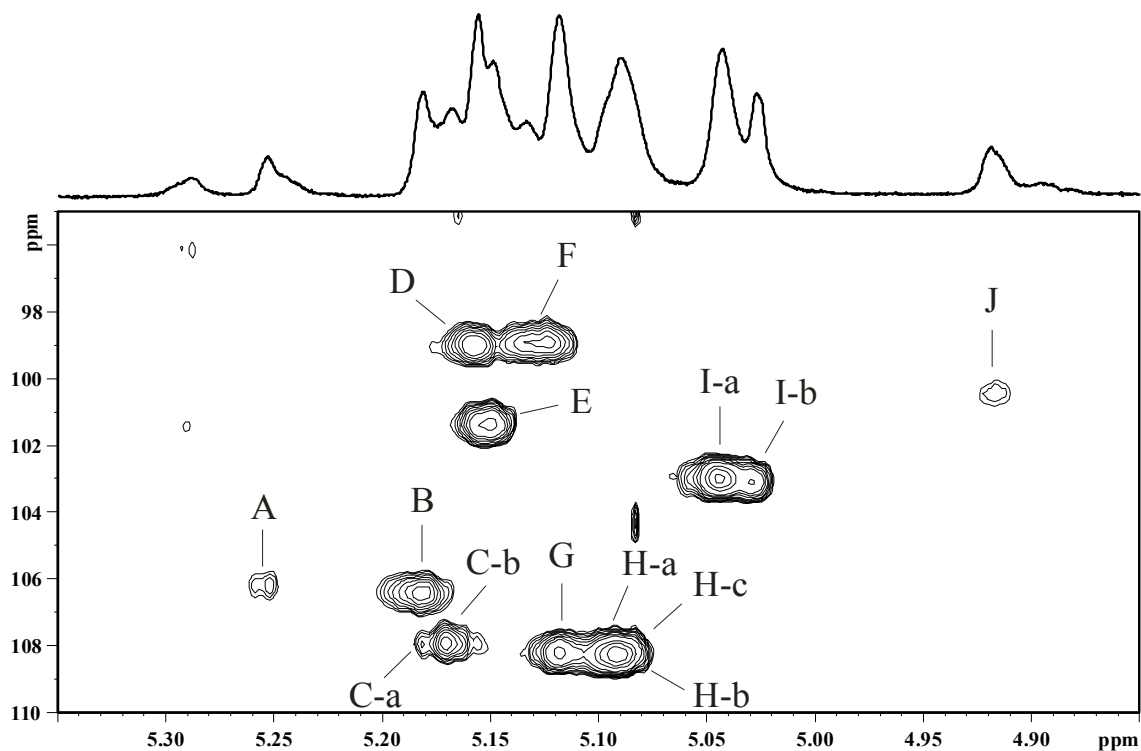 ppm
98
100
102
104
106
108
110
D
F
J
E
I-a
I-b
A
B
C-b
G
H-a
H-c
C-a
H-b
5.30
5.25
5.20
5.15
5.10
5.05
5.00
4.95
4.90
ppm